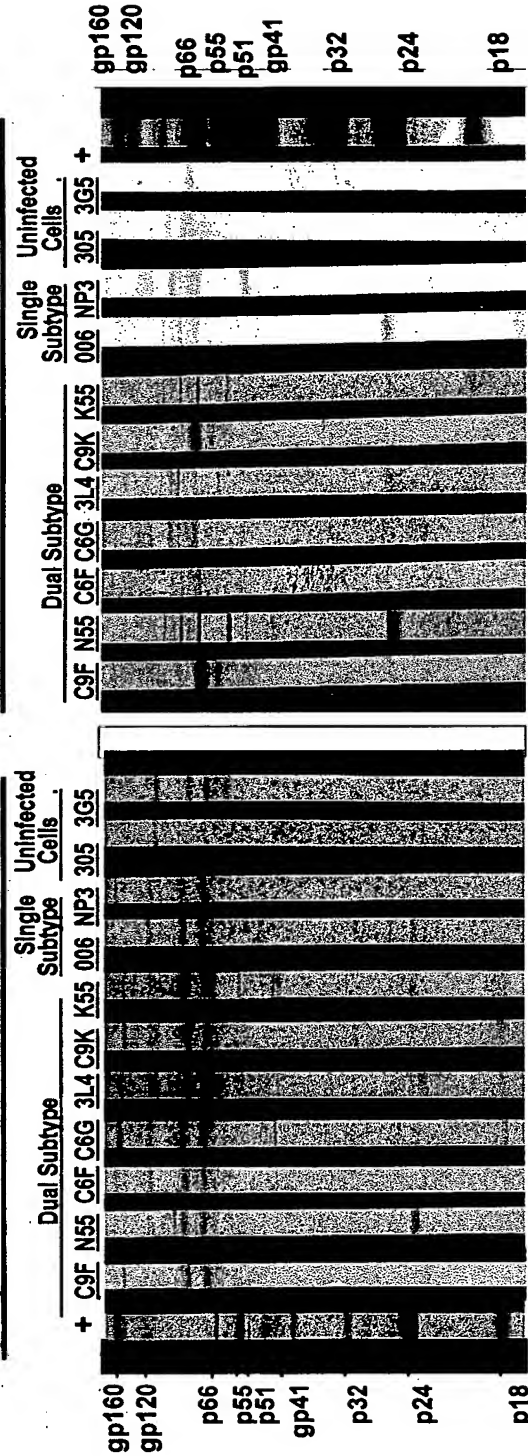 Dual Subtype
Single
Subtype
Uninfected
Cells
+ C9F N55 C6F C6G 3L4 C9K K55 006 NP3 305 3G5
gp160
gp120
p66
p55
p51
gp41
p32
p24
p18
Dual Subtype
Single
Subtype
Uninfected
Cells
C9F N55 C6F C6G 3L4 C9K K55 006 NP3 305 3G5 +
gp160
gp120
p66
p55
p51
gp41
p32
p24
p18